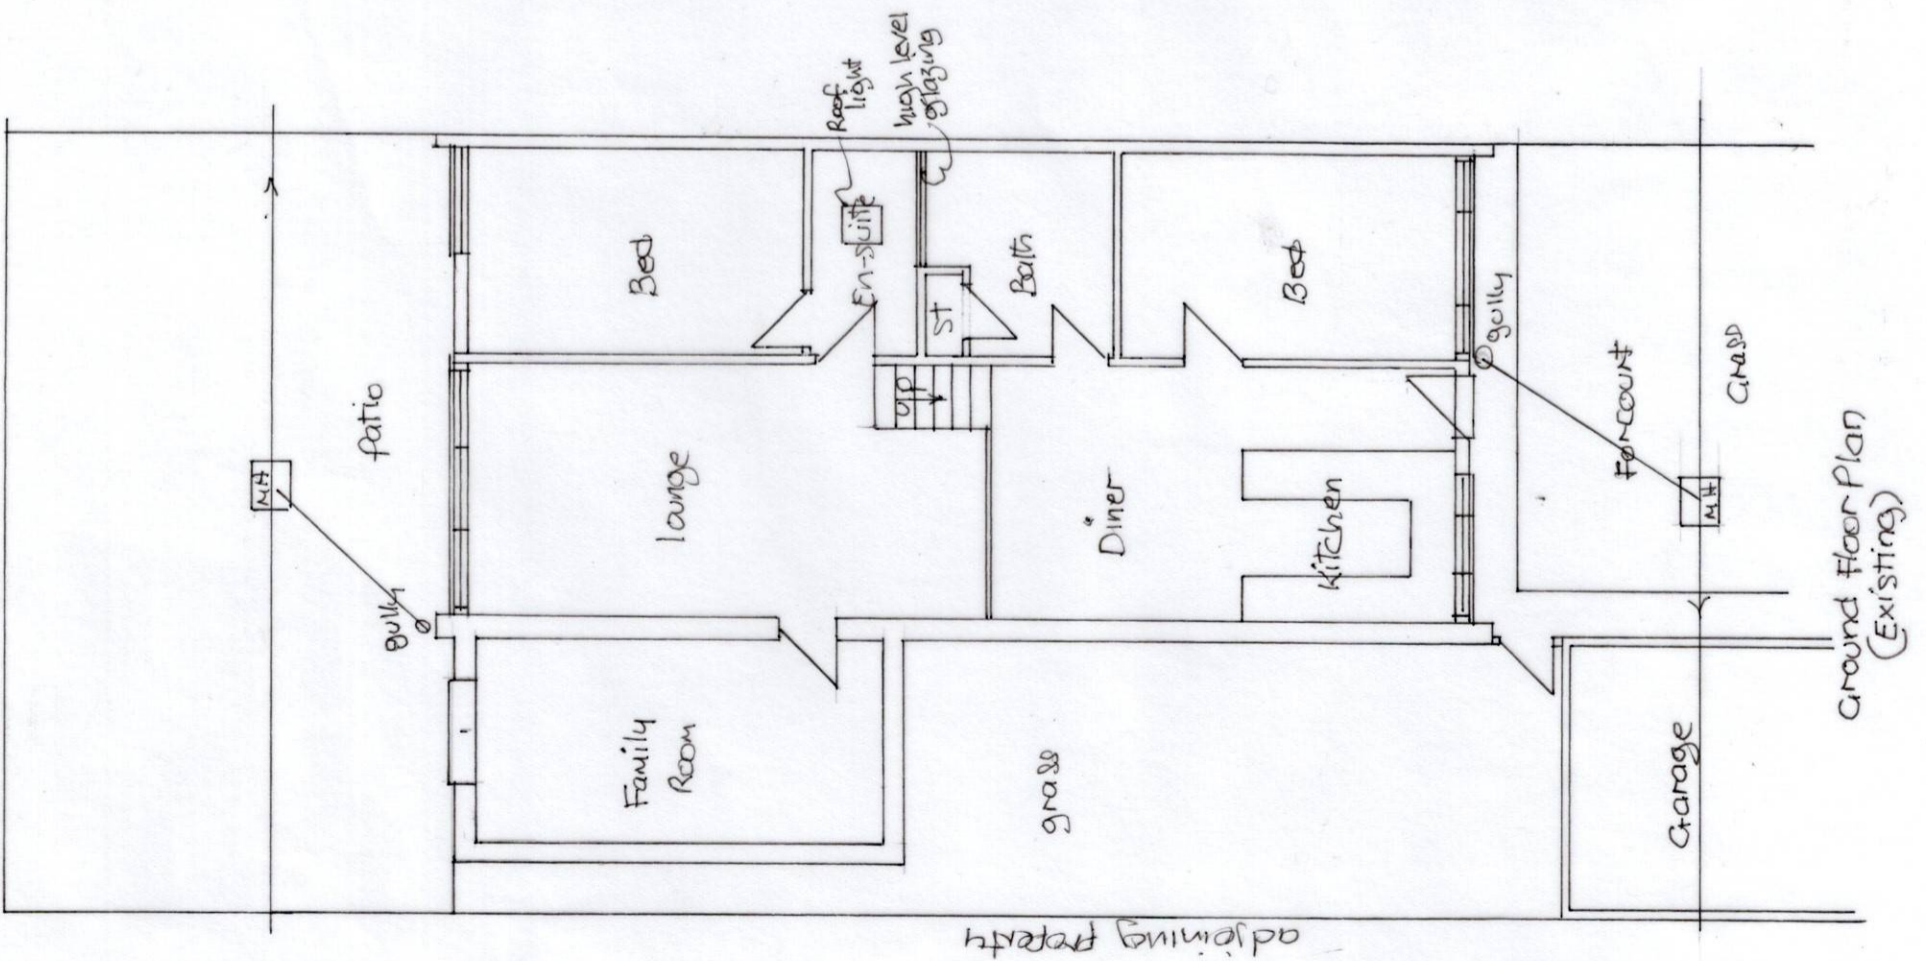 MH
Patio
gully
Family
Room
lounge
Bed
En-suite
Roof
light
high level
glazing
up
St
Bath
grass
Diner
Kitchen
Bed
gully
adjoining property
Garage
Forcourt
MH
Grass
Ground Floor Plan
(Existing)